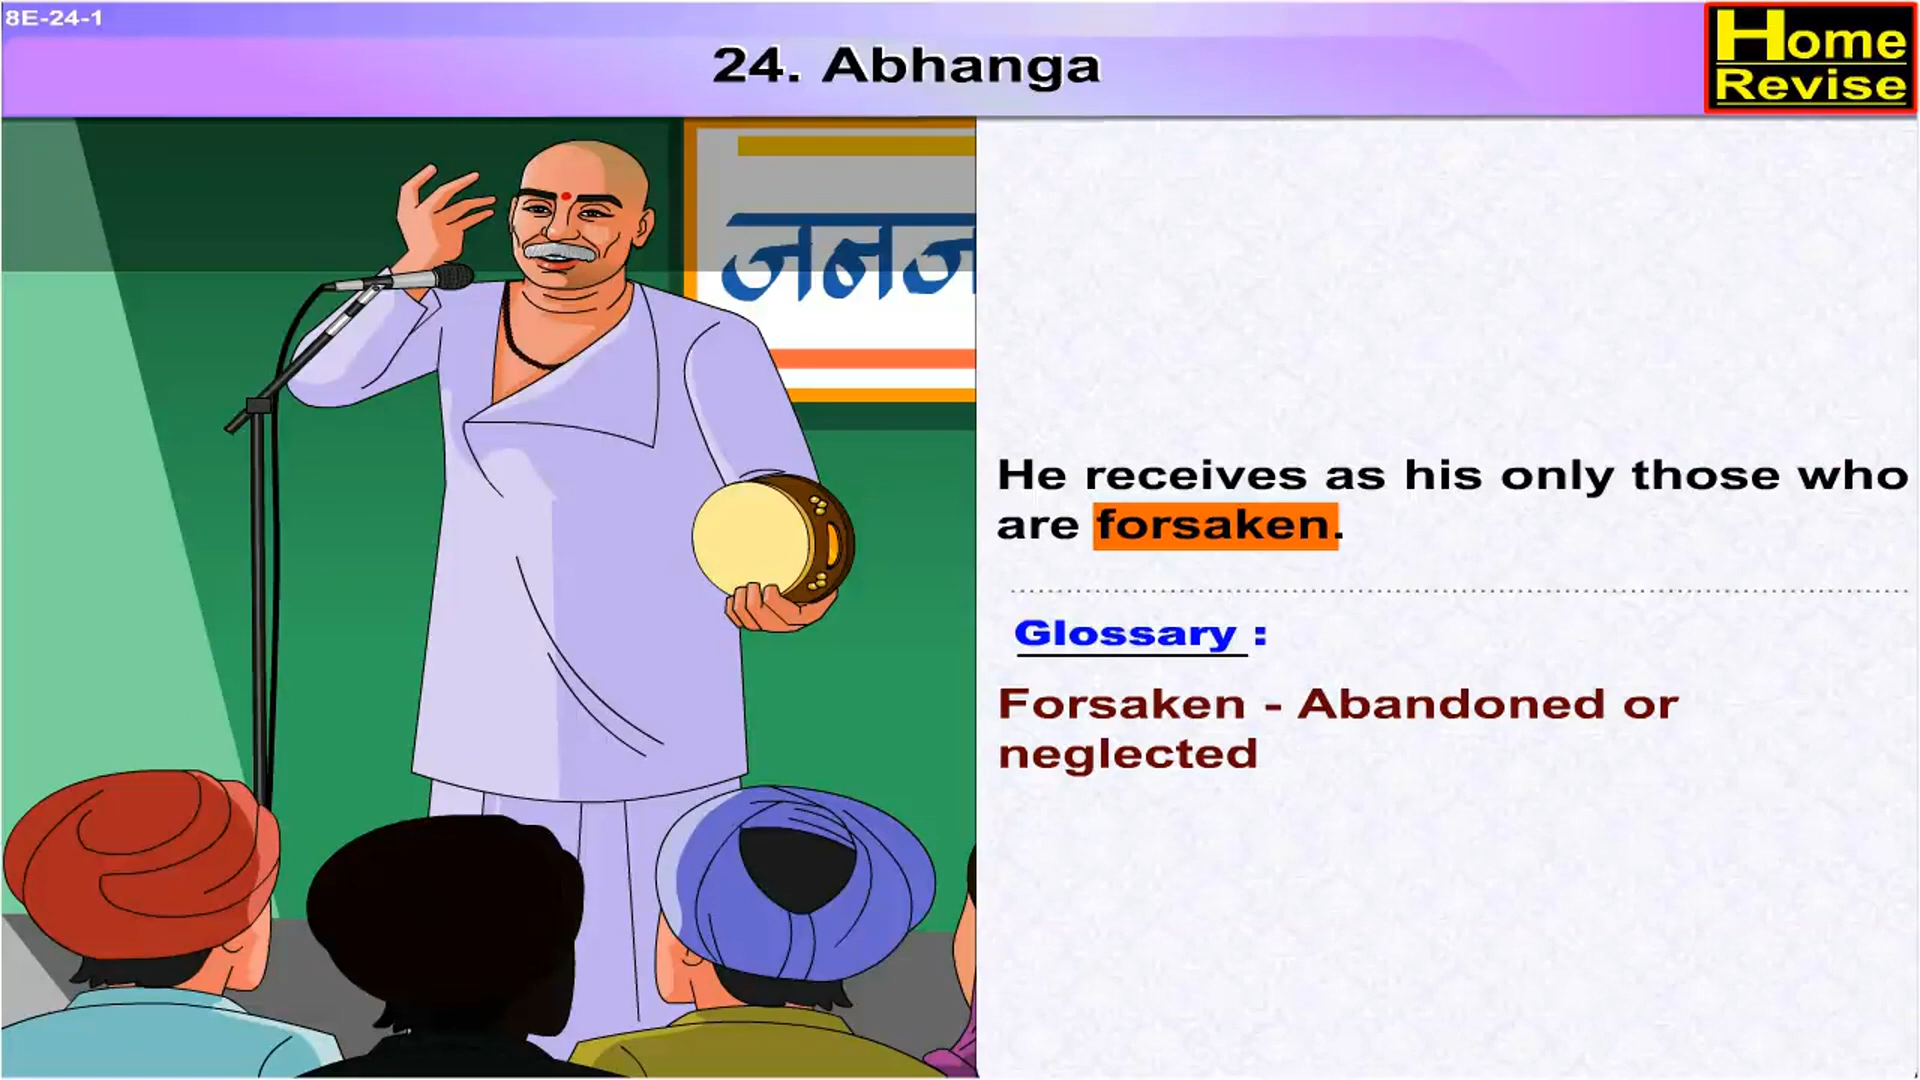 8E-24-1
24. Abhanga
Home
Revise
He receives as his only those who
are forsaken.
Glossary :
Forsaken - Abandoned or
neglected